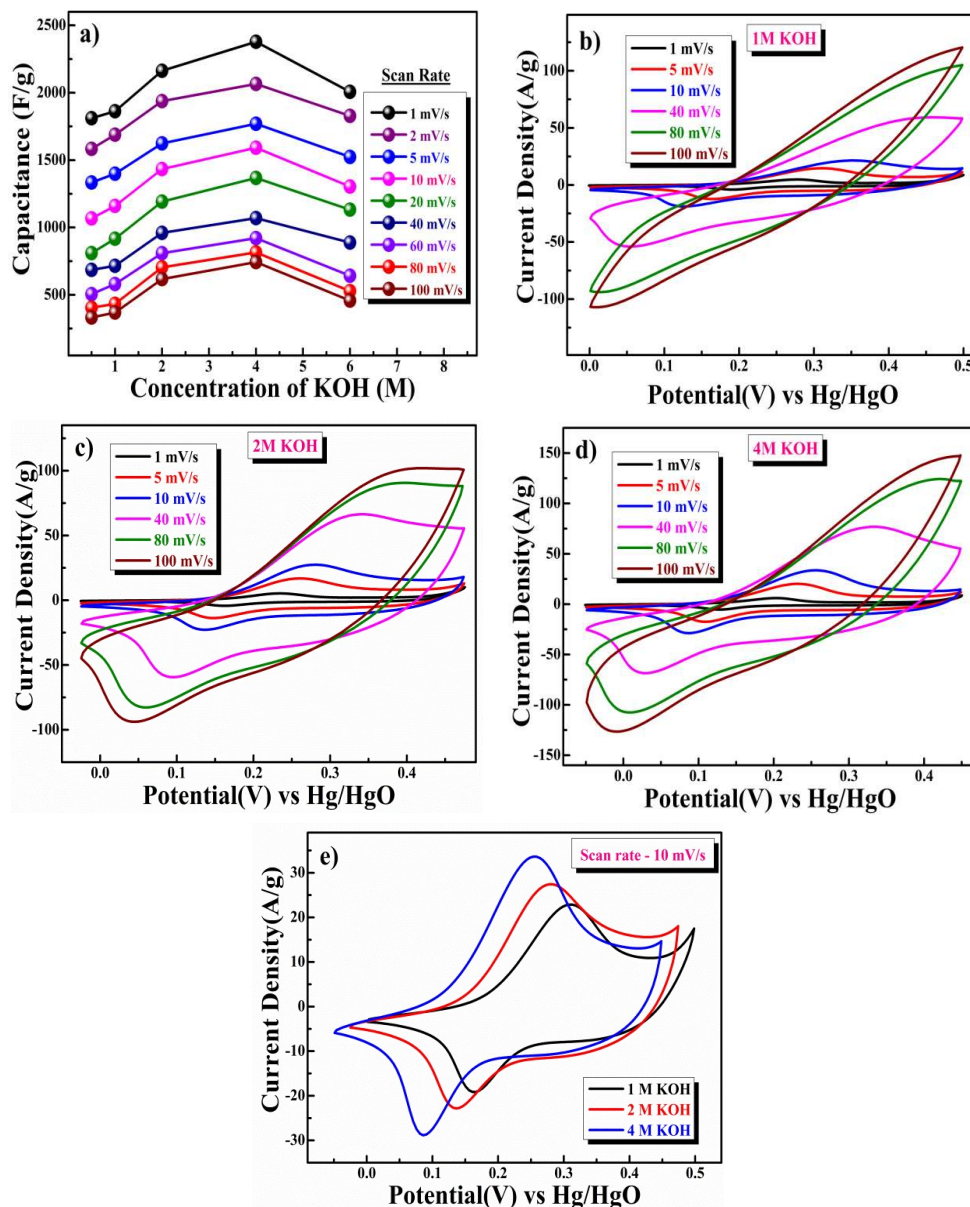 a)
Capacitance (F/g)
2500
2000
1500
1000
500
1 2 3 4 5 6 7 8
Concentration of KOH (M)
Scan Rate
1 mV/s
2 mV/s
5 mV/s
10 mV/s
20 mV/s
40 mV/s
60 mV/s
80 mV/s
100 mV/s
b)
1M KOH
Current Density(A/g)
100
50
0
-50
-100
0.0 0.1 0.2 0.3 0.4 0.5
Potential(V) vs Hg/HgO
1 mV/s
5 mV/s
10 mV/s
40 mV/s
80 mV/s
100 mV/s
c)
2M KOH
Current Density(A/g)
100
50
0
-50
-100
0.0 0.1 0.2 0.3 0.4
Potential(V) vs Hg/HgO
1 mV/s
5 mV/s
10 mV/s
40 mV/s
80 mV/s
100 mV/s
d)
4M KOH
Current Density(A/g)
150
100
50
0
-50
-100
-150
0.0 0.1 0.2 0.3 0.4
Potential(V) vs Hg/HgO
1 mV/s
5 mV/s
10 mV/s
40 mV/s
80 mV/s
100 mV/s
e)
Scan rate - 10 mV/s
Current Density(A/g)
30
20
10
0
-10
-20
-30
0.0 0.1 0.2 0.3 0.4 0.5
Potential(V) vs Hg/HgO
1 M KOH
2 M KOH
4 M KOH